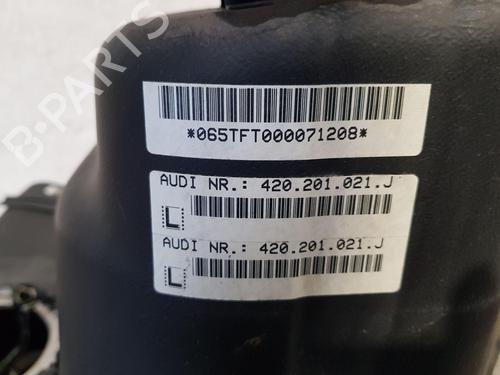 B-PARTS
*065TFT000071208*
AUDI NR.: 420.201.021.J
L
AUDI NR.: 420.201.021.J
L